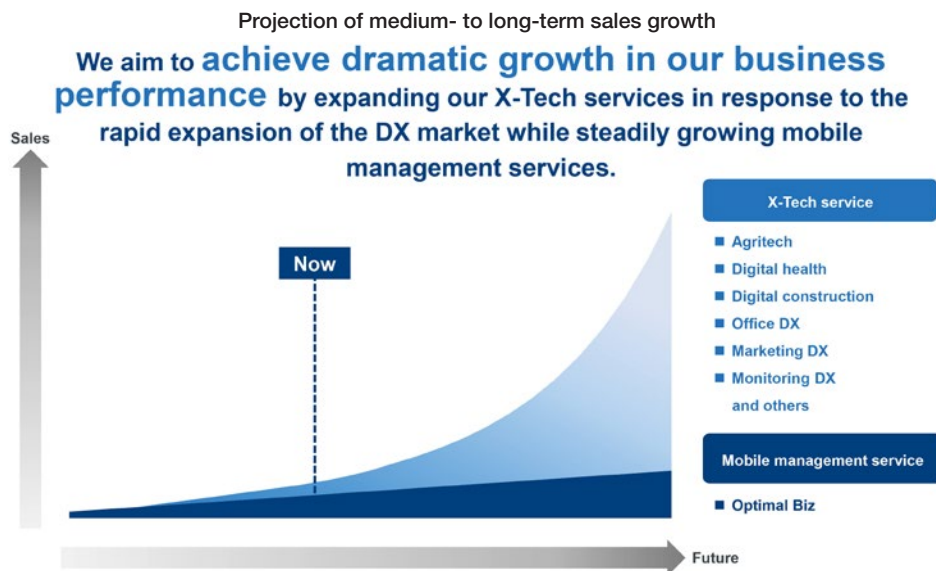 Projection of medium- to long-term sales growth
We aim to achieve dramatic growth in our business
performance by expanding our X-Tech services in response to the
rapid expansion of the DX market while steadily growing mobile
management services.
Sales
Now
X-Tech service
■ Agritech
■ Digital health
■ Digital construction
■ Office DX
■ Marketing DX
■ Monitoring DX
and others
Mobile management service
■ Optimal Biz
Future